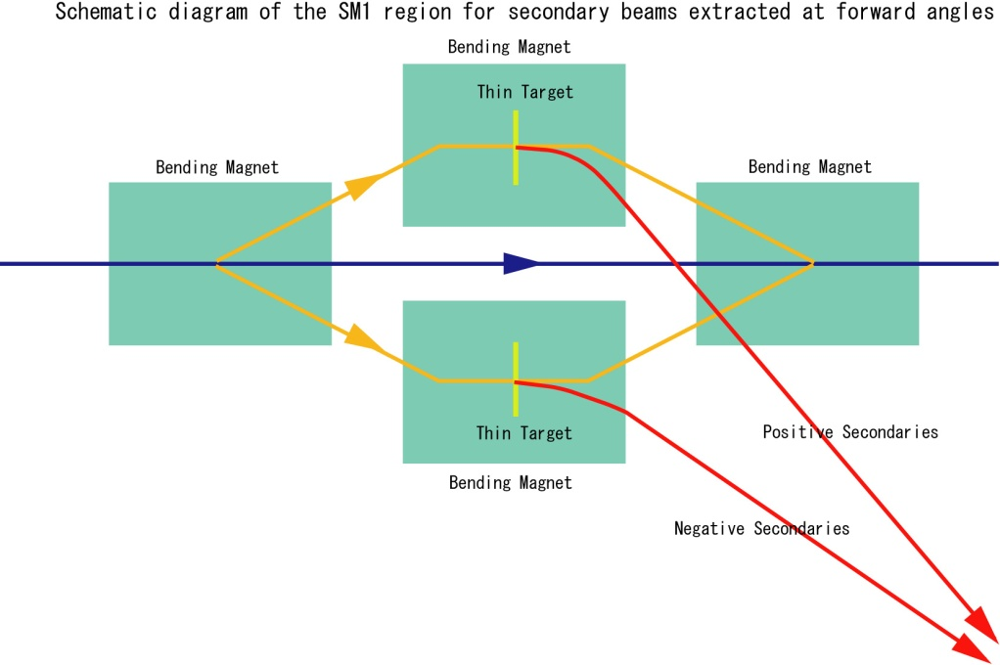 Schematic diagram of the SM1 region for secondary beams extracted at forward angles
Bending Magnet
Thin Target
Bending Magnet
Bending Magnet
Thin Target
Bending Magnet
Positive Secondaries
Negative Secondaries